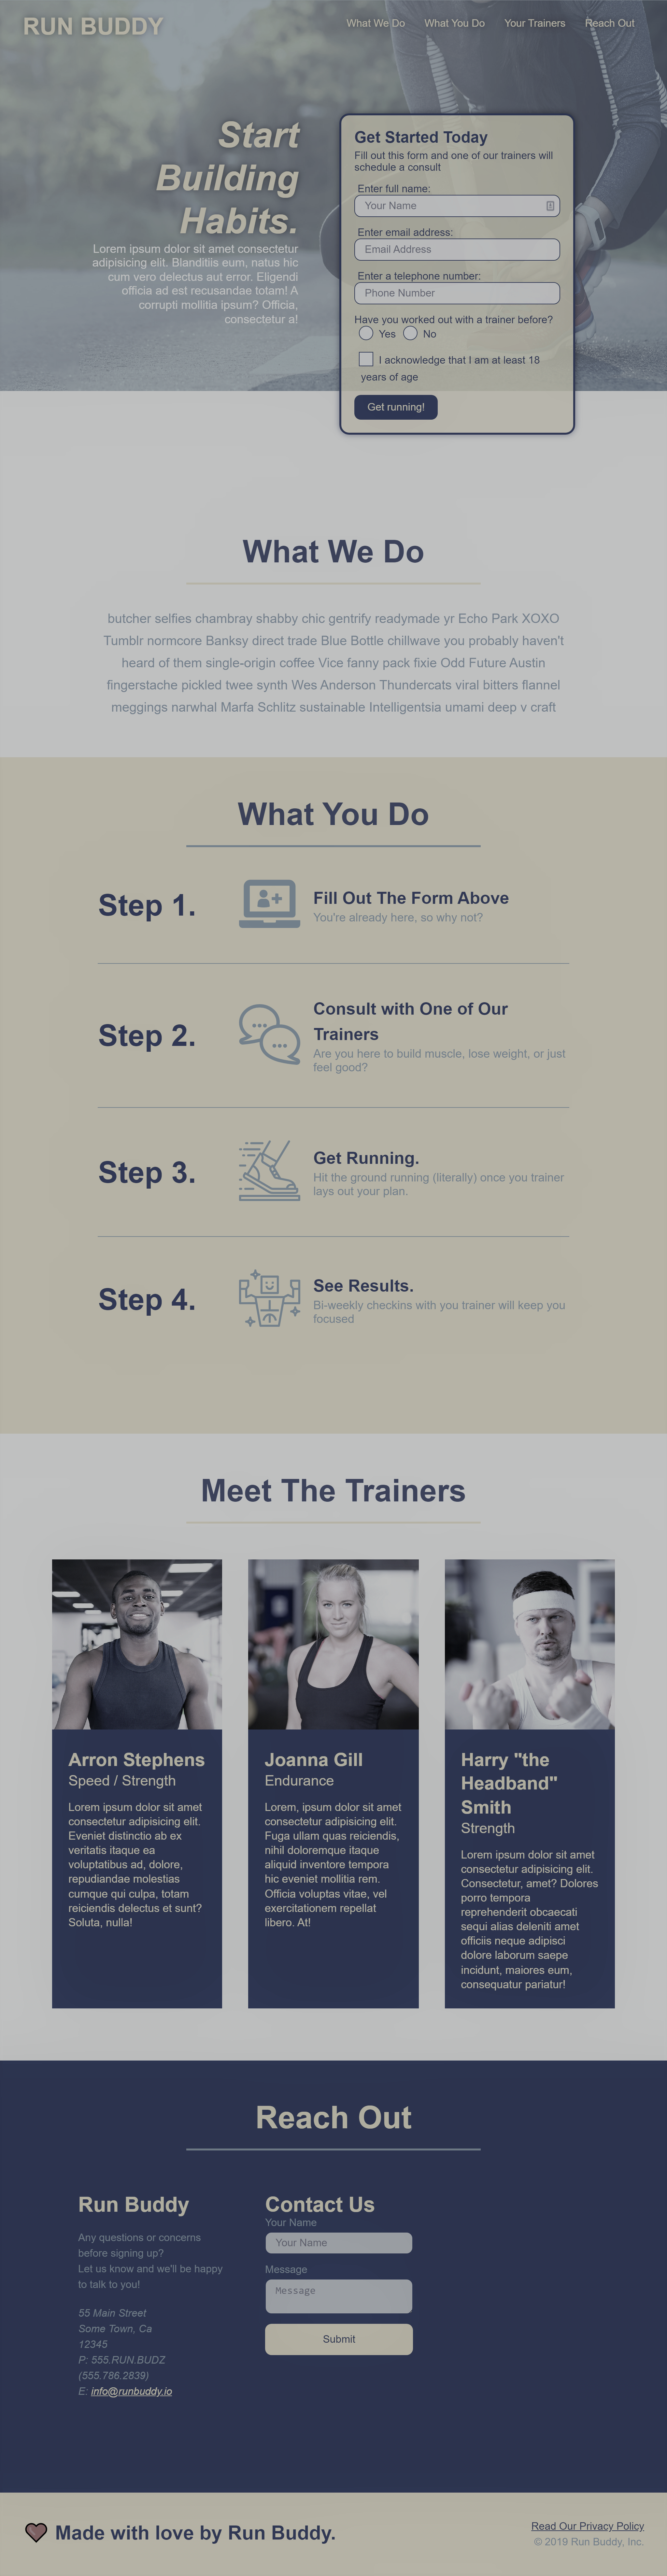 RUN BUDDY
What We Do
What You Do
Your Trainers
Reach Out
Start
Building
Habits.
Lorem ipsum dolor sit amet consectetur
adipisicing elit. Blanditiis eum, natus hic
cum vero delectus aut error. Eligendi
officia ad est recusandae totam! A
corrupti mollitia ipsum? Officia,
consectetur a!
Get Started Today
Fill out this form and one of our trainers will
schedule a consult
Enter full name:
Your Name
Enter email address:
Email Address
Enter a telephone number:
Phone Number
Have you worked out with a trainer before?
Yes No
I acknowledge that I am at least 18
years of age
Get running!
What We Do
butcher selfies chambray shabby chic gentrify readymade yr Echo Park XOXO
Tumblr normcore Banksy direct trade Blue Bottle chillwave you probably haven't
heard of them single-origin coffee Vice fanny pack fixie Odd Future Austin
fingerstache pickled twee synth Wes Anderson Thundercats viral bitters flannel
meggings narwhal Marfa Schlitz sustainable Intelligentsia umami deep v craft
What You Do
Step 1.
Fill Out The Form Above
You're already here, so why not?
Step 2.
Consult with One of Our
Trainers
Are you here to build muscle, lose weight, or just
feel good?
Step 3.
Get Running.
Hit the ground running (literally) once you trainer
lays out your plan.
Step 4.
See Results.
Bi-weekly checkins with you trainer will keep you
focused
Meet The Trainers
Arron Stephens
Speed / Strength
Lorem ipsum dolor sit amet
consectetur adipisicing elit.
Eveniet distinctio ab ex
veritatis itaque ea
voluptatibus ad, dolore,
repudiandae molestias
cumque qui culpa, totam
reiciendis delectus et sunt?
Soluta, nulla!
Joanna Gill
Endurance
Lorem, ipsum dolor sit amet
consectetur adipisicing elit.
Fuga ullam quas reiciendis,
nihil doloremque itaque
aliquid inventore tempora
hic eveniet mollitia rem.
Officia voluptas vitae, vel
exercitationem repellat
libero. At!
Harry "the
Headband"
Smith
Strength
Lorem ipsum dolor sit amet
consectetur adipisicing elit.
Consectetur, amet? Dolores
porro tempora
reprehenderit obcaecati
sequi alias deleniti amet
officiis neque adipisci
dolore laborum saepe
incidunt, maiores eum,
consequatur pariatur!
Reach Out
Run Buddy
Any questions or concerns
before signing up?
Let us know and we'll be happy
to talk to you!
55 Main Street
Some Town, Ca
12345
P: 555.RUN.BUDZ
(555.786.2839)
E: info@runbuddy.io
Contact Us
Your Name
Your Name
Message
Message
Submit
Made with love by Run Buddy.
Read Our Privacy Policy
© 2019 Run Buddy, Inc.